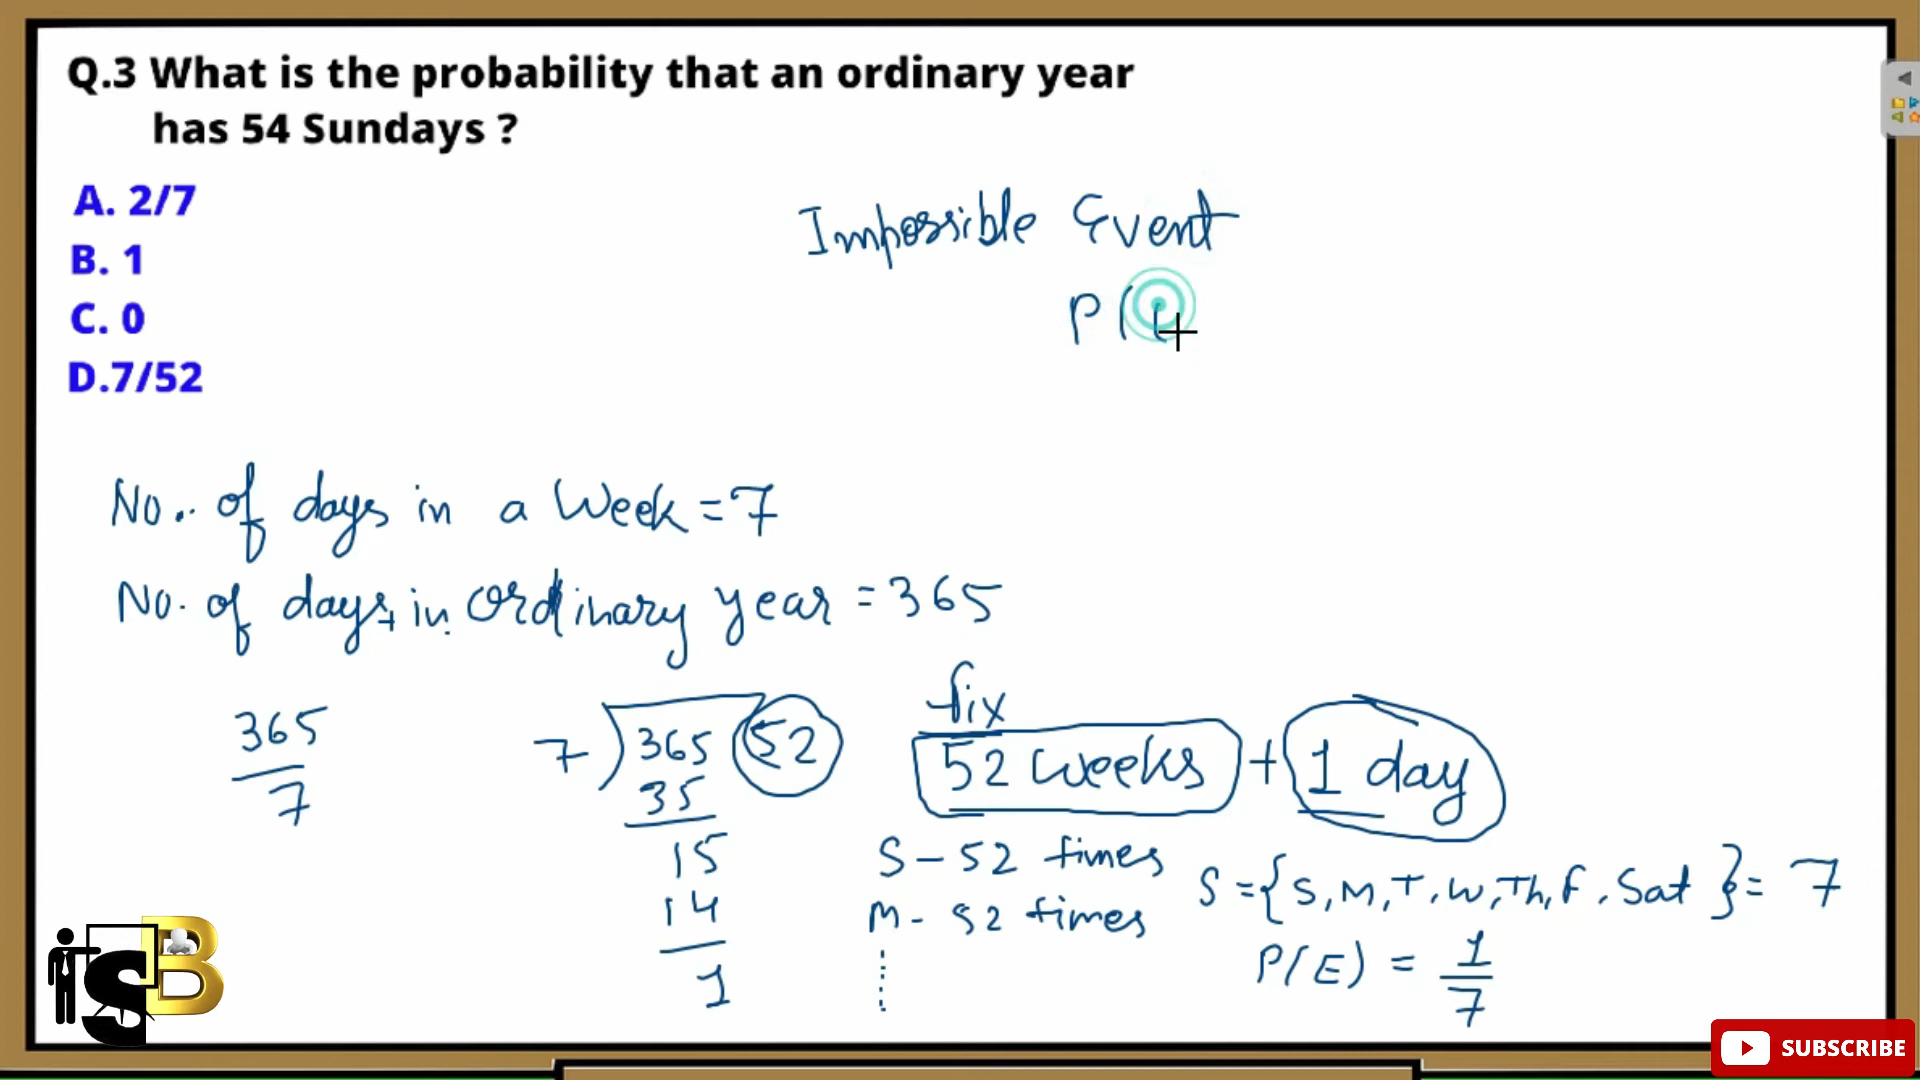 Q.3 What is the probability that an ordinary year
has 54 Sundays ?
A. 2/7
B. 1
C. 0
D.7/52
Impossible Event
P(
No.. of days in a Week = 7
No. of days in ordinary year = 365
365
7
7 ) 365 ( 52
35
15
14
1
fix
52 weeks + 1 day
S - 52 times
M - 52 times
S = { S, M, T, W, Th, F, Sat } = 7
P(E) = 1
7
SB
SUBSCRIBE